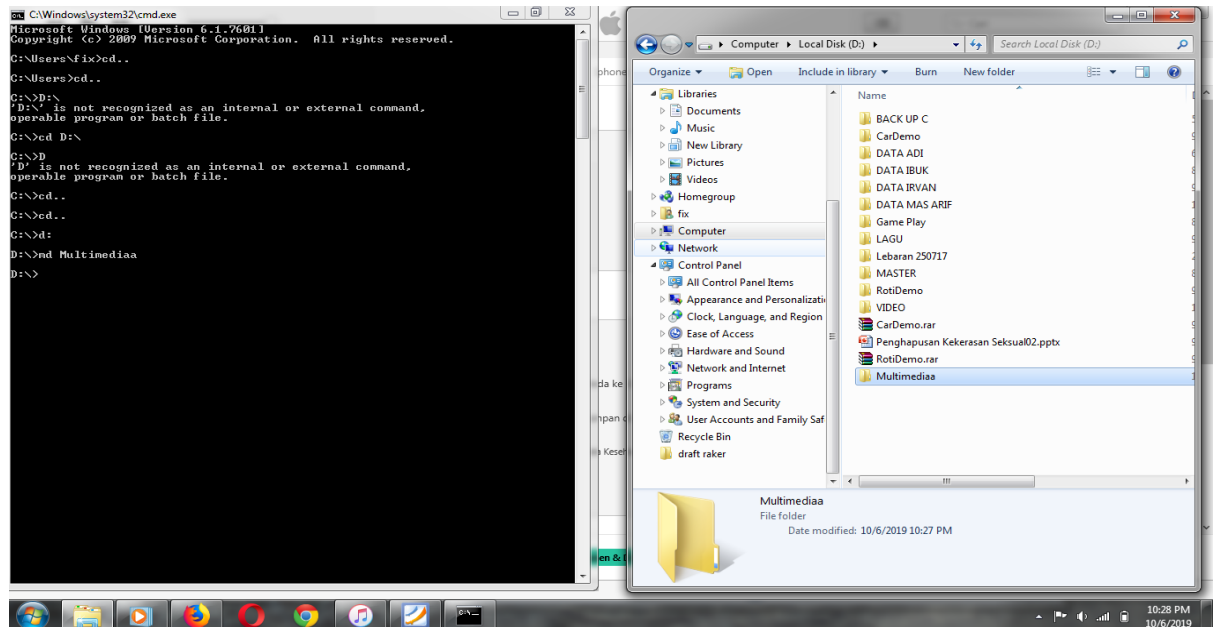 C:\Windows\system32\cmd.exe
Microsoft Windows [Version 6.1.7601]
Copyright (c) 2009 Microsoft Corporation.  All rights reserved.
C:\Users\fix>cd..
C:\Users>cd..
C:\>D:\
'D:\' is not recognized as an internal or external command,
operable program or batch file.
C:\>cd D:\
C:\>D
'D' is not recognized as an internal or external command,
operable program or batch file.
C:\>cd..
C:\>cd..
C:\>d:
D:\>md Multimediaa
D:\>
phone
da ke
npan
Keseh
en &
Computer Local Disk (D:)
Search Local Disk (D:)
Organize Open Include in library Burn New folder
Libraries
Documents
Music
New Library
Pictures
Videos
Homegroup
fix
Computer
Network
Control Panel
All Control Panel Items
Appearance and Personalizati
Clock, Language, and Region
Ease of Access
Hardware and Sound
Network and Internet
Programs
System and Security
User Accounts and Family Saf
Recycle Bin
draft raker
Name
BACK UP C
CarDemo
DATA ADI
DATA IBUK
DATA IRVAN
DATA MAS ARIF
Game Play
LAGU
Lebaran 250717
MASTER
RotiDemo
VIDEO
CarDemo.rar
Penghapusan Kekerasan Seksual02.pptx
RotiDemo.rar
Multimediaa
Multimediaa
File folder
Date modified: 10/6/2019 10:27 PM
10:28 PM
10/6/2019